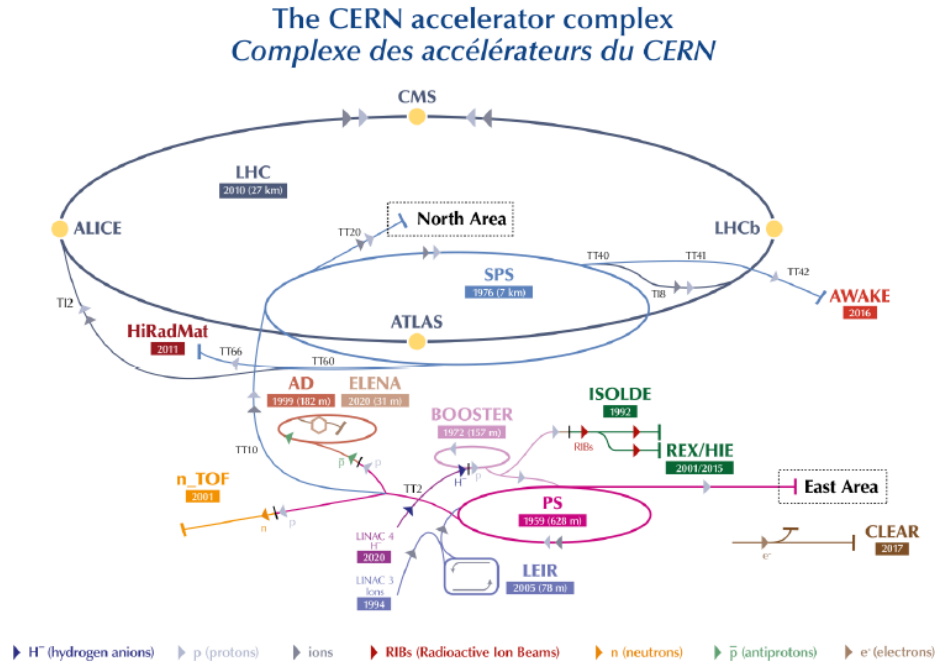 The CERN accelerator complex
Complexe des accélérateurs du CERN
CMS
LHC
2010 (27 km)
ALICE
TT20
North Area
LHCb
SPS
1976 (7 km)
TT40
TT41
TI8
TT42
TI2
AWAKE
2016
HiRadMat
2011
ATLAS
TT66
TT60
AD
1999 (182 m)
ELENA
2020 (31 m)
ISOLDE
1992
BOOSTER
1972 (157 m)
RIBs
REX/HIE
2001/2015
TT10
p̅
p
H⁻
p
n_TOF
2001
TT2
East Area
PS
1959 (628 m)
n
p
LINAC 4
H⁻
2020
CLEAR
2017
e⁻
LINAC 3
Ions
1994
LEIR
2005 (78 m)
H⁻ (hydrogen anions)
p (protons)
ions
RIBs (Radioactive Ion Beams)
n (neutrons)
p̅ (antiprotons)
e⁻ (electrons)